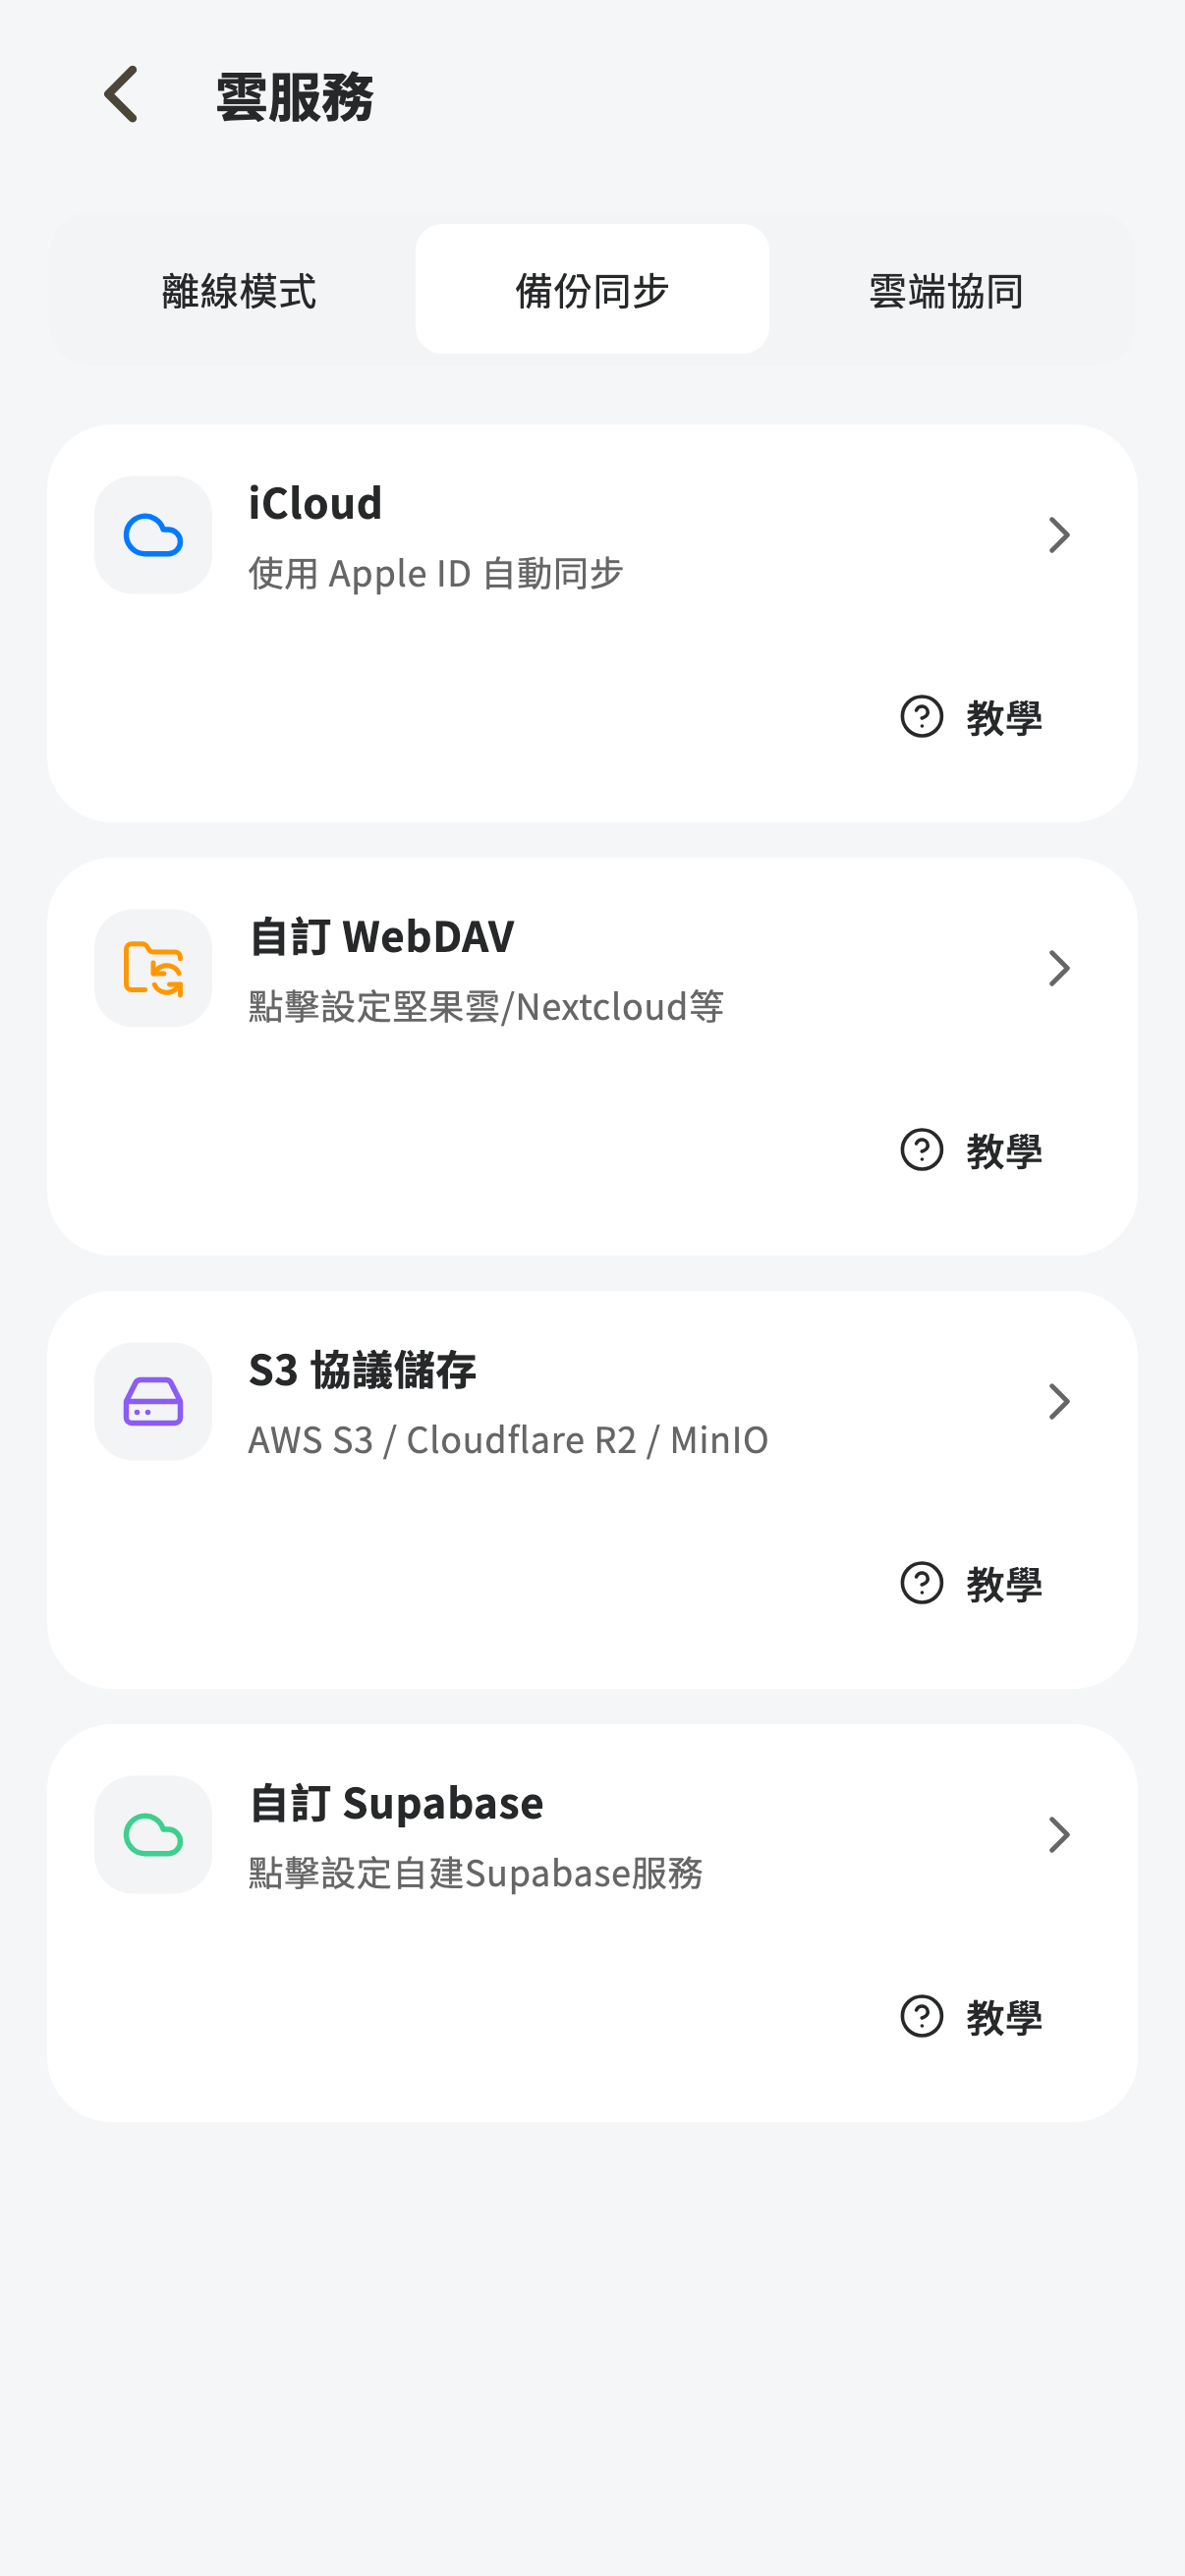 雲服務
離線模式
備份同步
雲端協同
iCloud
使用 Apple ID 自動同步
教學
自訂 WebDAV
點擊設定堅果雲/Nextcloud等
教學
S3 協議儲存
AWS S3 / Cloudflare R2 / MinIO
教學
自訂 Supabase
點擊設定自建Supabase服務
教學